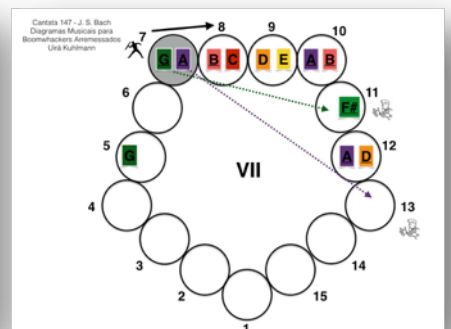 Cantata 147 - J. S. Bach
Diagramas Musicais para
Boomwhackers Arremessados
Uirá Kuhlmann
7
8
9
10
G A
B C
D E
A B
6
11
F#
5
G
12
A D
VII
4
13
3
14
2
15
1